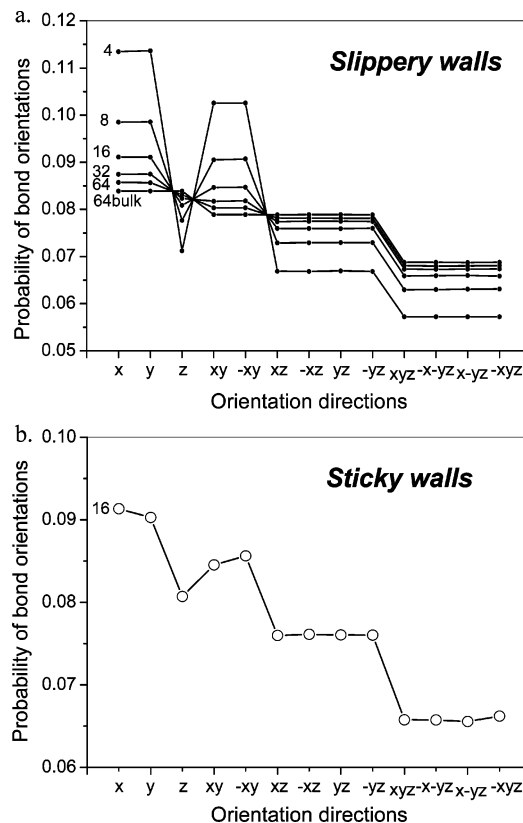 a.
Slippery walls
Probability of bond orientations
0.12
0.11
0.10
0.09
0.08
0.07
0.06
0.05
4
8
16
32
64
64bulk
x y z xy -xy xz -xz yz -yz xyz -x-yz x-yz -xyz
Orientation directions
b.
Sticky walls
Probability of bond orientations
0.10
0.09
0.08
0.07
0.06
16
x y z xy -xy xz -xz yz -yz xyz -x-yz x-yz -xyz
Orientation directions